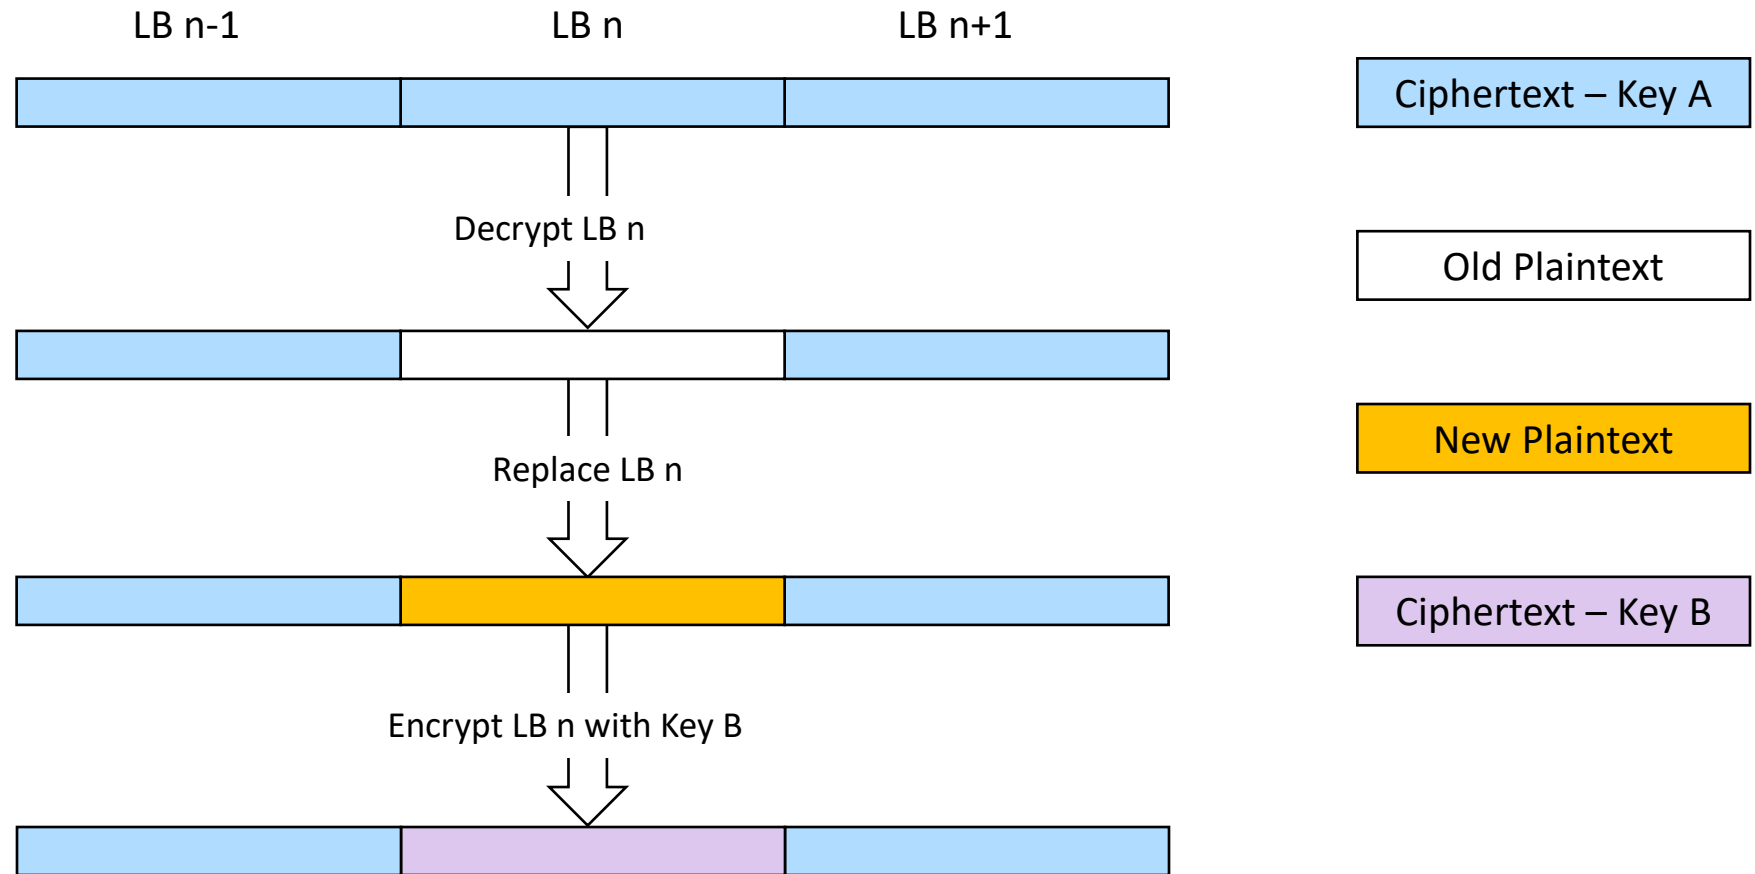 LB n-1
LB n
LB n+1
Ciphertext – Key A
Decrypt LB n
Old Plaintext
Replace LB n
New Plaintext
Ciphertext – Key B
Encrypt LB n with Key B